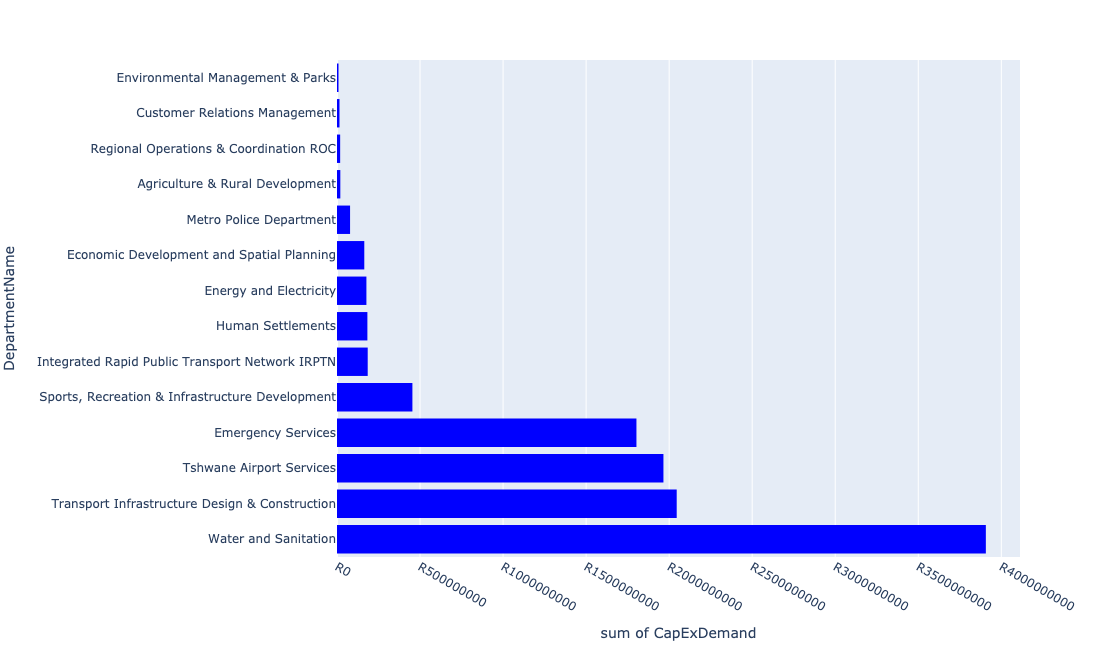 Environmental Management & Parks
Customer Relations Management
Regional Operations & Coordination ROC
Agriculture & Rural Development
Metro Police Department
Economic Development and Spatial Planning
Energy and Electricity
Human Settlements
Integrated Rapid Public Transport Network IRPTN
Sports, Recreation & Infrastructure Development
Emergency Services
Tshwane Airport Services
Transport Infrastructure Design & Construction
Water and Sanitation
DepartmentName
R0
R500000000
R1000000000
R1500000000
R2000000000
R2500000000
R3000000000
R3500000000
R4000000000
sum of CapExDemand